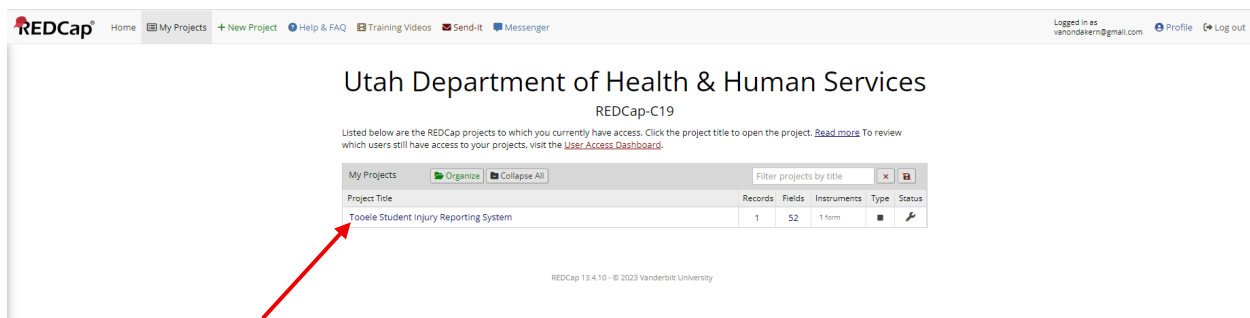 REDCap Home My Projects + New Project Help & FAQ Training Videos Send-It Messenger Logged in as vanondakern@gmail.com Profile Log out
Utah Department of Health & Human Services
REDCap-C19
Listed below are the REDCap projects to which you currently have access. Click the project title to open the project. Read more To review
which users still have access to your projects, visit the User Access Dashboard.
My Projects Organize Collapse All Filter projects by title x
Project Title Records Fields Instruments Type Status
Tooele Student Injury Reporting System 1 52 1 form
REDCap 13.4.10 - © 2023 Vanderbilt University